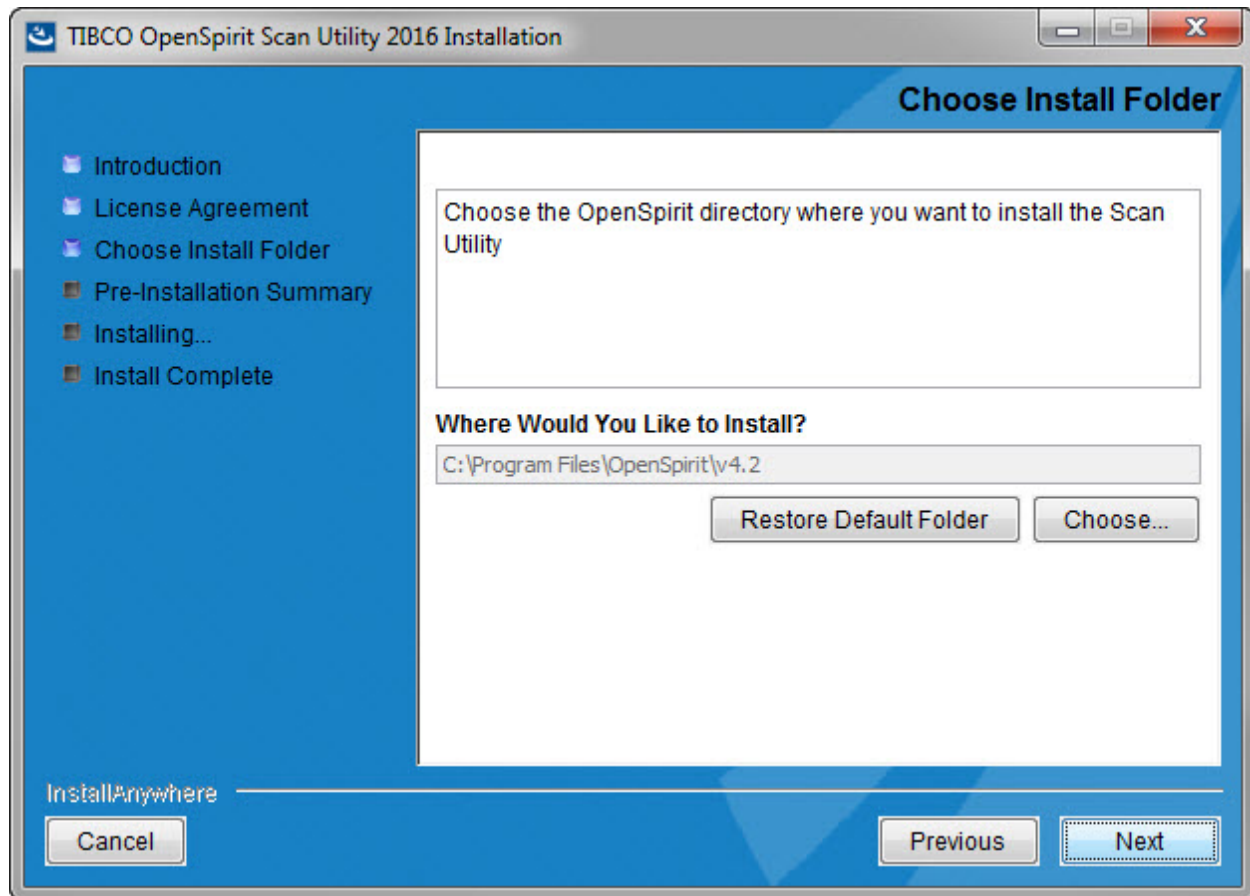 TIBCO OpenSpirit Scan Utility 2016 Installation
Choose Install Folder
Introduction
License Agreement
Choose Install Folder
Pre-Installation Summary
Installing...
Install Complete
Choose the OpenSpirit directory where you want to install the Scan
Utility
Where Would You Like to Install?
C:\Program Files\OpenSpirit\v4.2
Restore Default Folder
Choose...
InstallAnywhere
Cancel
Previous
Next